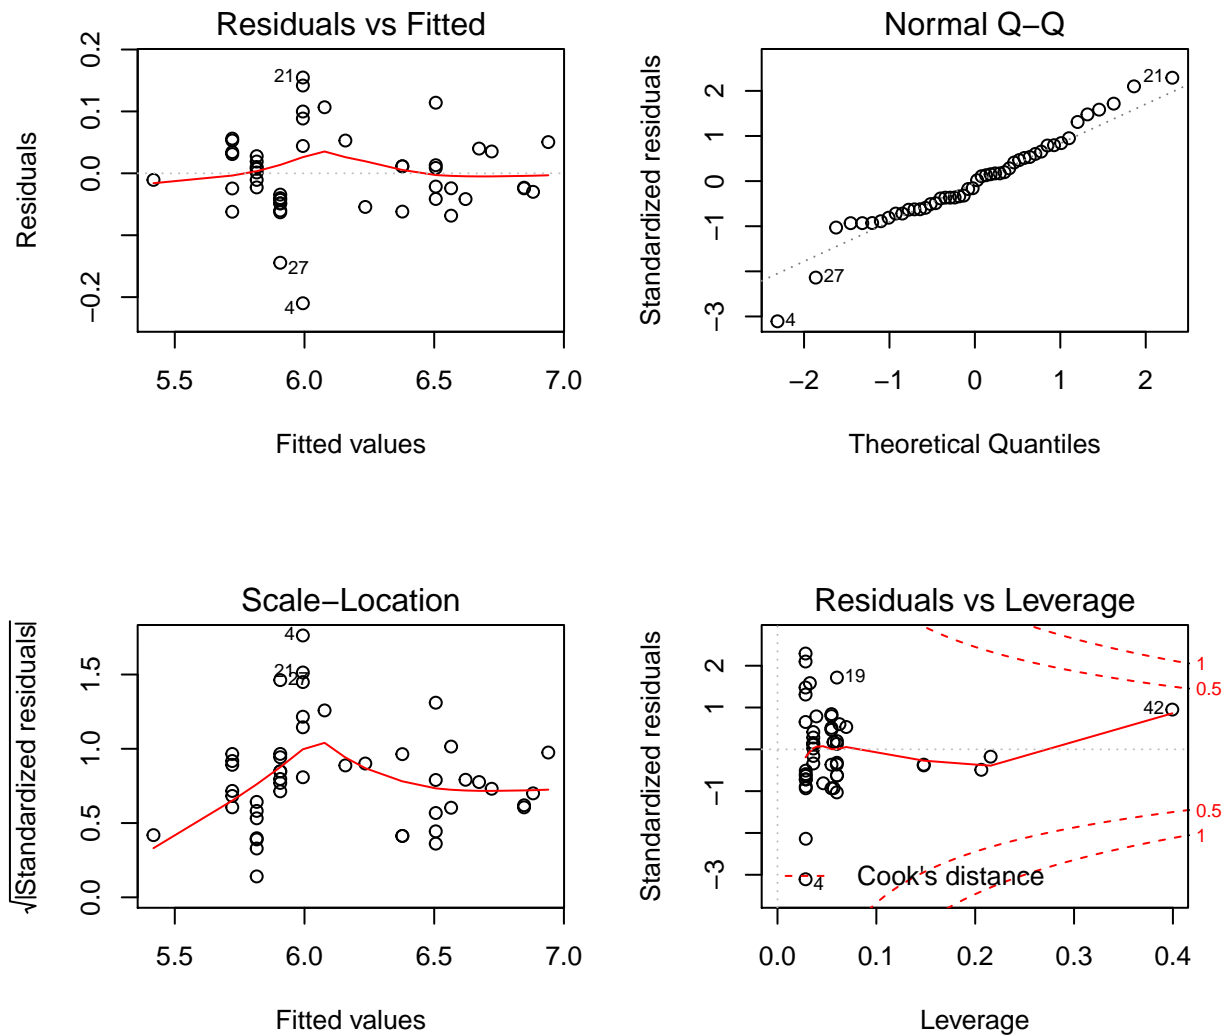 Residuals vs Fitted
Residuals
0.2
0.1
0.0
−0.2
21
27
4
5.5 6.0 6.5 7.0
Fitted values
Normal Q−Q
Standardized residuals
2
1
0
−1
−3
21
27
4
−2 −1 0 1 2
Theoretical Quantiles
Scale−Location
√|Standardized residuals|
1.5
1.0
0.5
0.0
4
21
27
5.5 6.0 6.5 7.0
Fitted values
Residuals vs Leverage
Standardized residuals
2
1
−1
−3
19
42
4
1
0.5
0.5
1
Cook's distance
0.0 0.1 0.2 0.3 0.4
Leverage